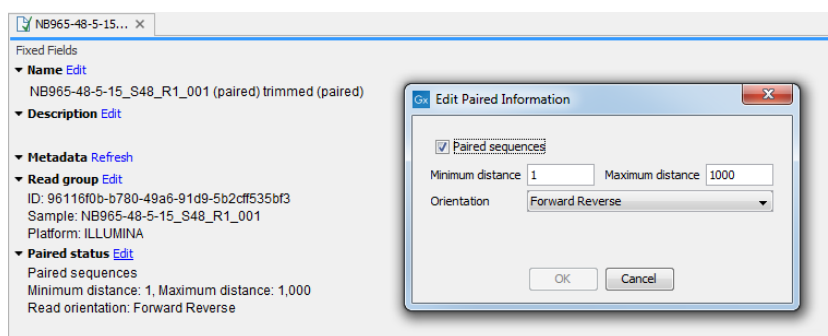 NB965-48-5-15... ×
Fixed Fields
Name Edit
NB965-48-5-15_S48_R1_001 (paired) trimmed (paired)
Description Edit
Metadata Refresh
Read group Edit
ID: 96116f0b-b780-49a6-91d9-5b2cff535bf3
Sample: NB965-48-5-15_S48_R1_001
Platform: ILLUMINA
Paired status Edit
Paired sequences
Minimum distance: 1, Maximum distance: 1,000
Read orientation: Forward Reverse
Gx Edit Paired Information
Paired sequences
Minimum distance 1 Maximum distance 1000
Orientation Forward Reverse
OK Cancel